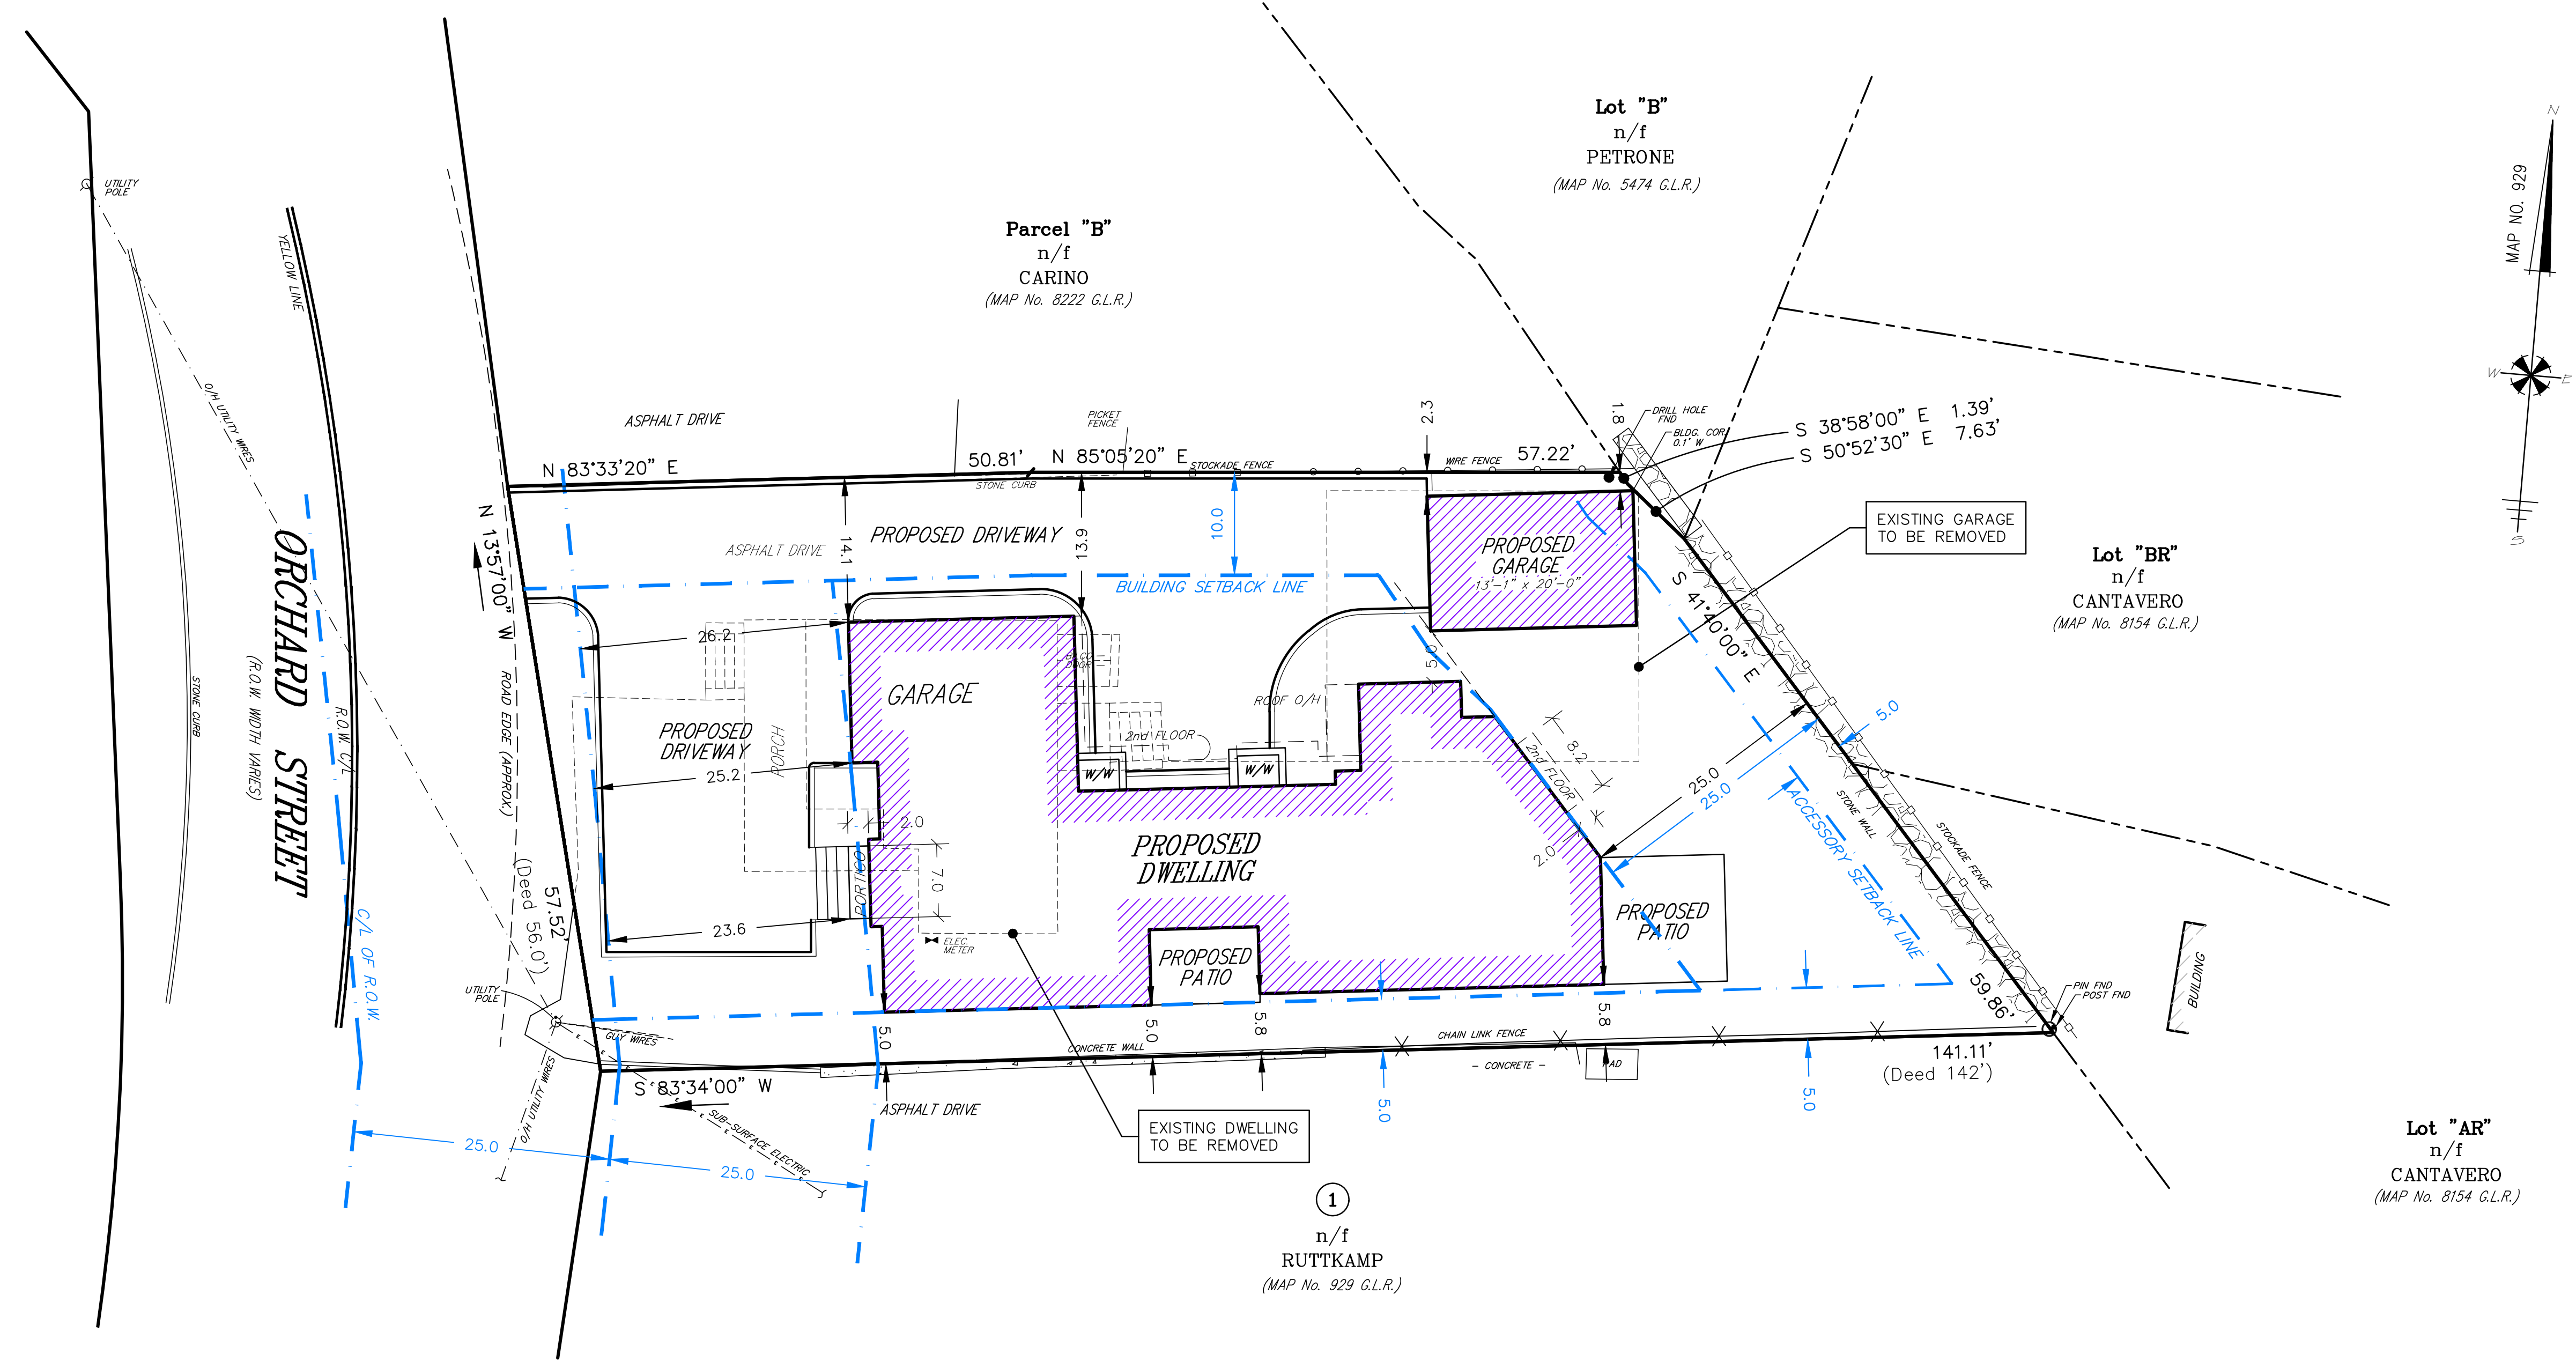 Lot "B"
n/f
PETRONE
(MAP No. 5474 G.L.R.)
N
MAP NO. 929
W
E
S
UTILITY
POLE
YELLOW LINE
O/H UTILITY WIRES
Parcel "B"
n/f
CARINO
(MAP No. 8222 G.L.R.)
ASPHALT DRIVE
PICKET
FENCE
2.3
1.8
DRILL HOLE
FND
BLDG. COR.
0.1' W
S 38°58'00" E 1.39'
S 50°52'30" E 7.63'
N 83°33'20" E
50.81'
N 85°05'20" E
STOCKADE FENCE
WIRE FENCE
57.22'
STONE CURB
EXISTING GARAGE
TO BE REMOVED
N 13°57'00" W
ASPHALT DRIVE
PROPOSED DRIVEWAY
14.1
13.9
10.0
BUILDING SETBACK LINE
PROPOSED
GARAGE
13'-1" x 20'-0"
S 41°40'00" E
Lot "BR"
n/f
CANTAVERO
(MAP No. 8154 G.L.R.)
ORCHARD STREET
(R.O.W. WIDTH VARIES)
STONE CURB
R.O.W. C/L
C/L OF R.O.W.
ROAD EDGE (APPROX.)
26.2
BILCO
DOOR
5.0
GARAGE
ROOF O/H
PROPOSED
DRIVEWAY
PORCH
2nd FLOOR
2nd FLOOR
8.2
25.0
25.0
5.0
25.2
W/W
W/W
STONE WALL
ACCESSORY SETBACK LINE
STOCKADE FENCE
2.0
PROPOSED
DWELLING
2.0
PORTICO
7.0
57.52'
(Deed 56.0')
23.6
ELEC.
METER
PROPOSED
PATIO
PROPOSED
PATIO
BUILDING
59.86'
PIN FND
POST FND
UTILITY
POLE
GUY WIRES
5.0
5.0
5.8
5.8
CONCRETE WALL
CHAIN LINK FENCE
- CONCRETE -
PAD
141.11'
(Deed 142')
S 83°34'00" W
O/H UTILITY WIRES
SUB-SURFACE ELECTRIC
ASPHALT DRIVE
5.0
5.0
25.0
25.0
EXISTING DWELLING
TO BE REMOVED
1
n/f
RUTTKAMP
(MAP No. 929 G.L.R.)
Lot "AR"
n/f
CANTAVERO
(MAP No. 8154 G.L.R.)